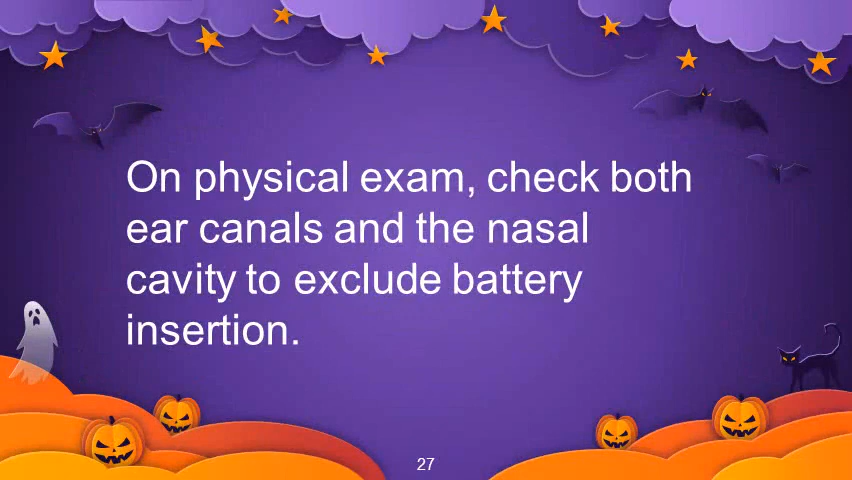 On physical exam, check both
ear canals and the nasal
cavity to exclude battery
insertion.
27